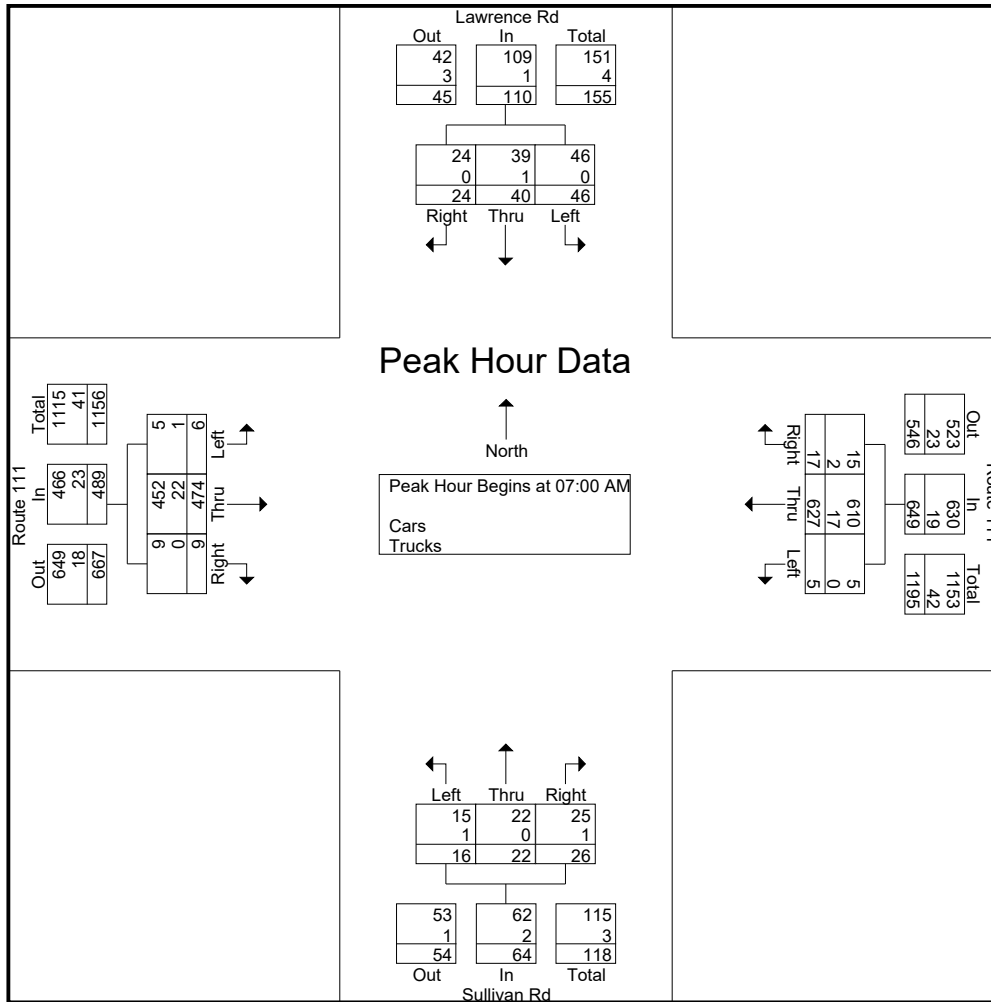 Lawrence Rd
Out In Total
42 109 151
3 1 4
45 110 155
24 39 46
0 1 0
24 40 46
Right Thru Left
Peak Hour Data
North
Peak Hour Begins at 07:00 AM
Cars
Trucks
Route 111
Total In Out
1115 466 649
41 23 18
1156 489 667
5 452 9
1 22 0
6 474 9
Left Thru Right
Out In Total
523 630 1153
23 19 42
546 649 1195
15 610 5
2 17 0
17 627 5
Right Thru Left
Left Thru Right
15 22 25
1 0 1
16 22 26
53 62 115
1 2 3
54 64 118
Out In Total
Sullivan Rd